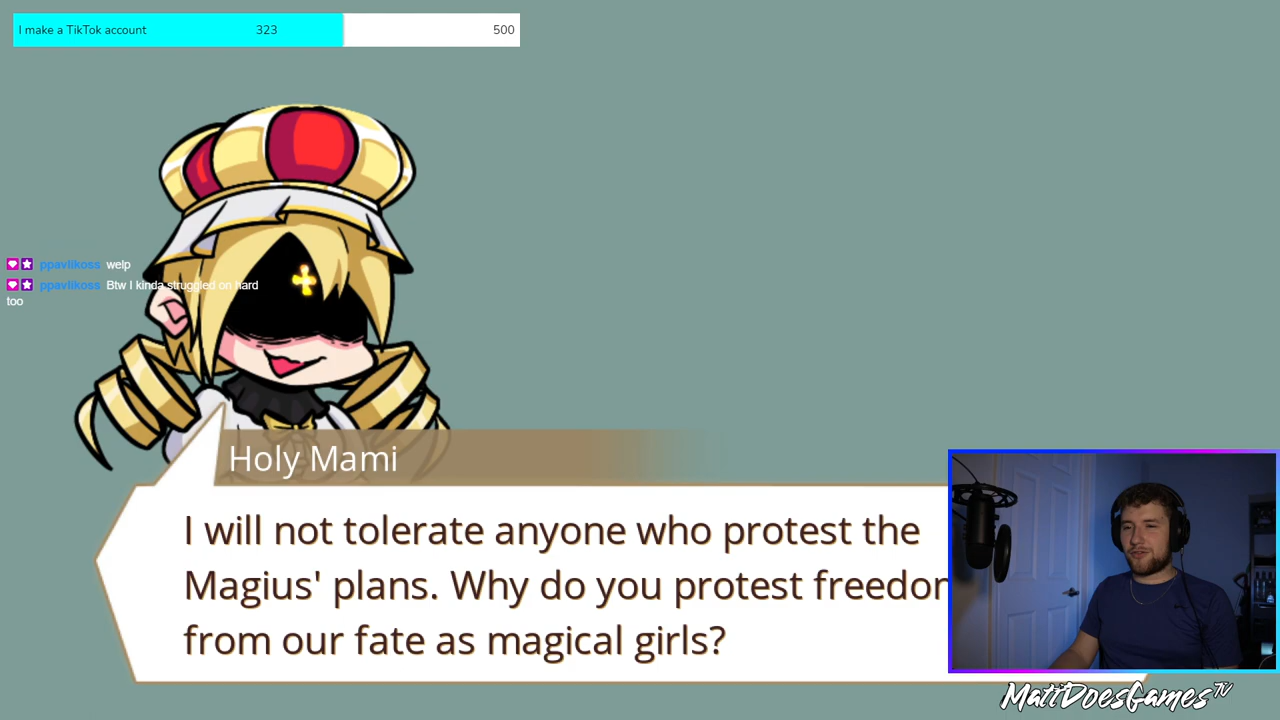 I make a TikTok account 323 500
ppavlikoss welp
ppavlikoss Btw I kinda struggled on hard
too
Holy Mami
I will not tolerate anyone who protest the
Magius' plans. Why do you protest freedom
from our fate as magical girls?
MattDoesGames TV